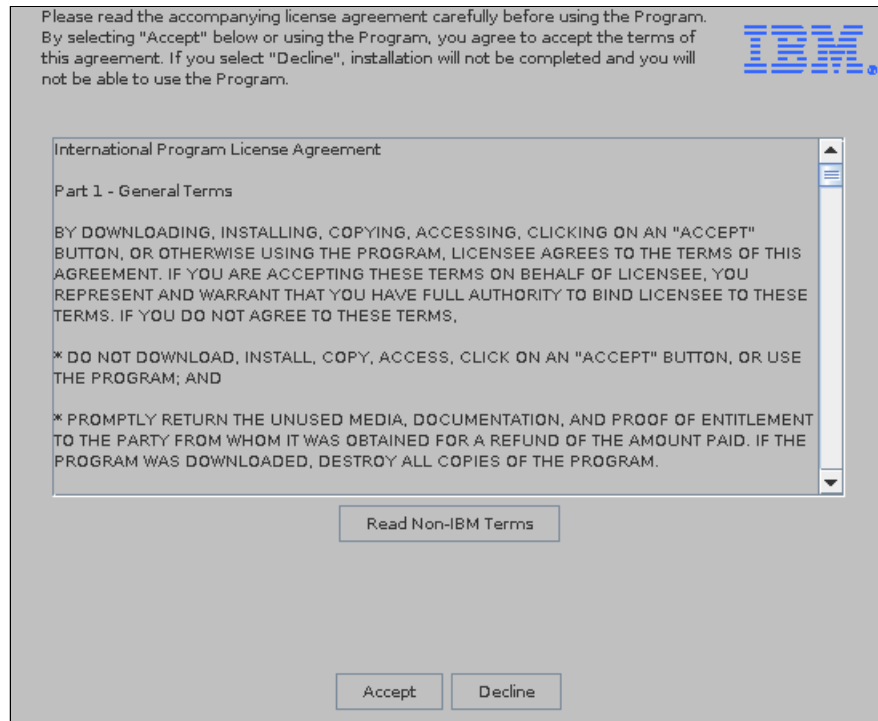 Please read the accompanying license agreement carefully before using the Program.
By selecting "Accept" below or using the Program, you agree to accept the terms of
this agreement. If you select "Decline", installation will not be completed and you will
not be able to use the Program.
IBM®
International Program License Agreement
Part 1 - General Terms
BY DOWNLOADING, INSTALLING, COPYING, ACCESSING, CLICKING ON AN "ACCEPT"
BUTTON, OR OTHERWISE USING THE PROGRAM, LICENSEE AGREES TO THE TERMS OF THIS
AGREEMENT. IF YOU ARE ACCEPTING THESE TERMS ON BEHALF OF LICENSEE, YOU
REPRESENT AND WARRANT THAT YOU HAVE FULL AUTHORITY TO BIND LICENSEE TO THESE
TERMS. IF YOU DO NOT AGREE TO THESE TERMS,
* DO NOT DOWNLOAD, INSTALL, COPY, ACCESS, CLICK ON AN "ACCEPT" BUTTON, OR USE
THE PROGRAM; AND
* PROMPTLY RETURN THE UNUSED MEDIA, DOCUMENTATION, AND PROOF OF ENTITLEMENT
TO THE PARTY FROM WHOM IT WAS OBTAINED FOR A REFUND OF THE AMOUNT PAID. IF THE
PROGRAM WAS DOWNLOADED, DESTROY ALL COPIES OF THE PROGRAM.
Read Non-IBM Terms
Accept Decline